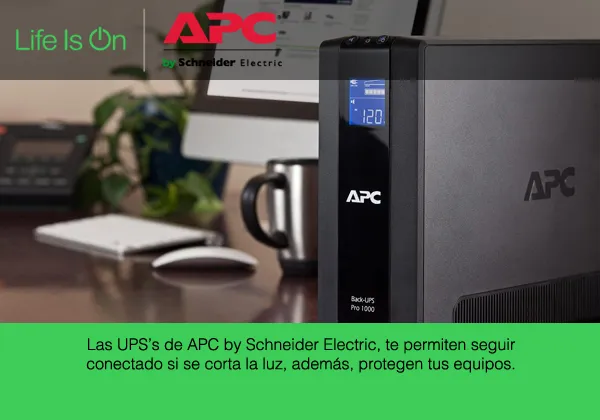 Life Is On
APC
by Schneider Electric
120
APC
APC
Back-UPS
Pro 1000
Las UPS's de APC by Schneider Electric, te permiten seguir
conectado si se corta la luz, además, protegen tus equipos.